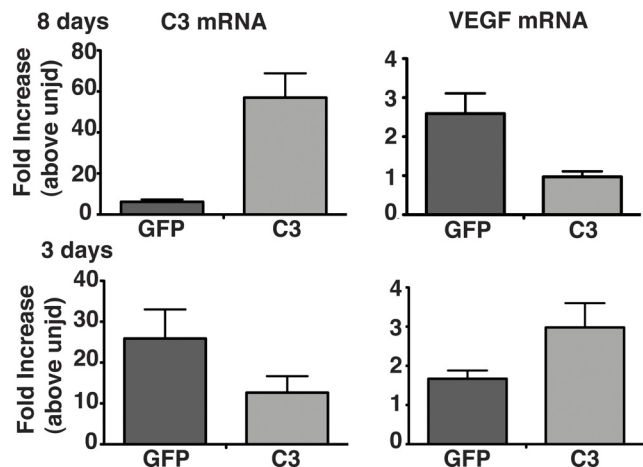 8 days C3 mRNA VEGF mRNA
Fold Increase
(above unjd)
80
60
40
20
0
GFP C3
4
3
2
1
0
GFP C3
3 days
Fold Increase
(above unjd)
40
30
20
10
0
GFP C3
4
3
2
1
0
GFP C3